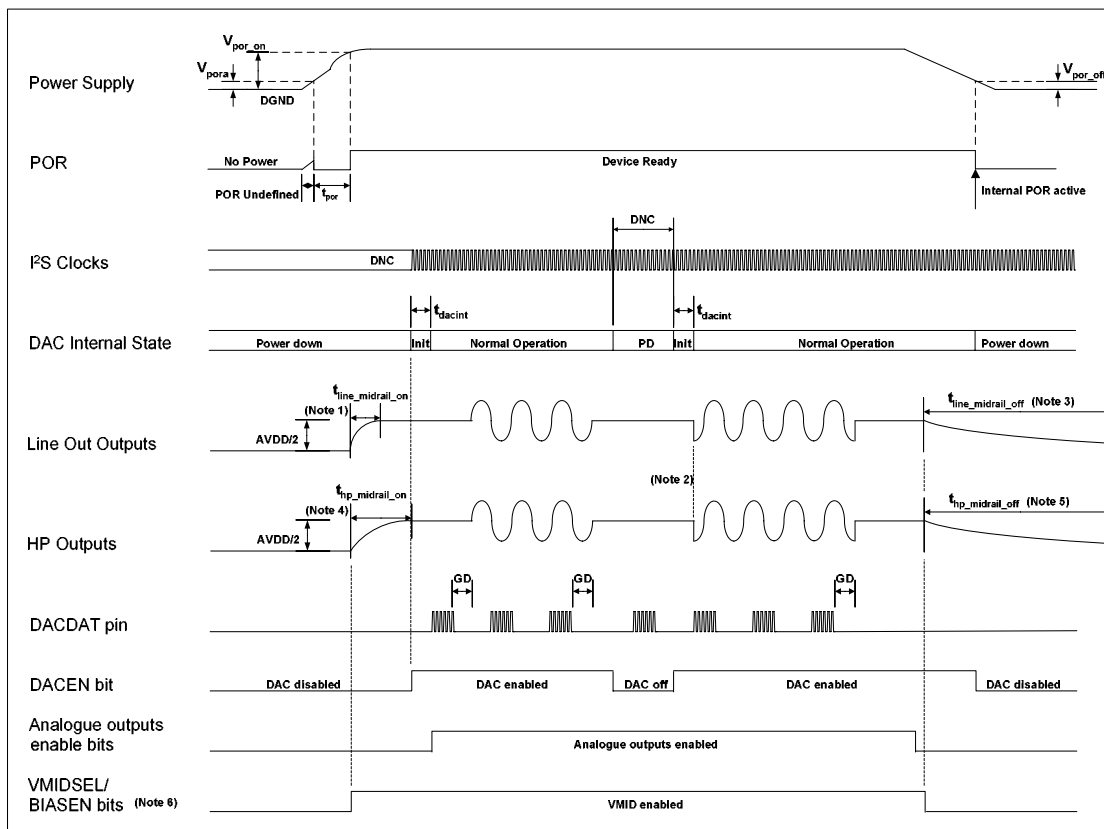 V_por_on
V_pora
Power Supply
DGND
V_por_off
POR
No Power
Device Ready
POR Undefined
t_por
Internal POR active
DNC
I²S Clocks
DNC
t_dacint
t_dacint
DAC Internal State
Power down
Init
Normal Operation
PD
Init
Normal Operation
Power down
t_line_midrail_on
(Note 1)
t_line_midrail_off (Note 3)
Line Out Outputs
AVDD/2
(Note 2)
t_hp_midrail_on
(Note 4)
t_hp_midrail_off (Note 5)
HP Outputs
AVDD/2
GD
GD
GD
DACDAT pin
DACEN bit
DAC disabled
DAC enabled
DAC off
DAC enabled
DAC disabled
Analogue outputs
enable bits
Analogue outputs enabled
VMIDSEL/
BIASEN bits (Note 6)
VMID enabled